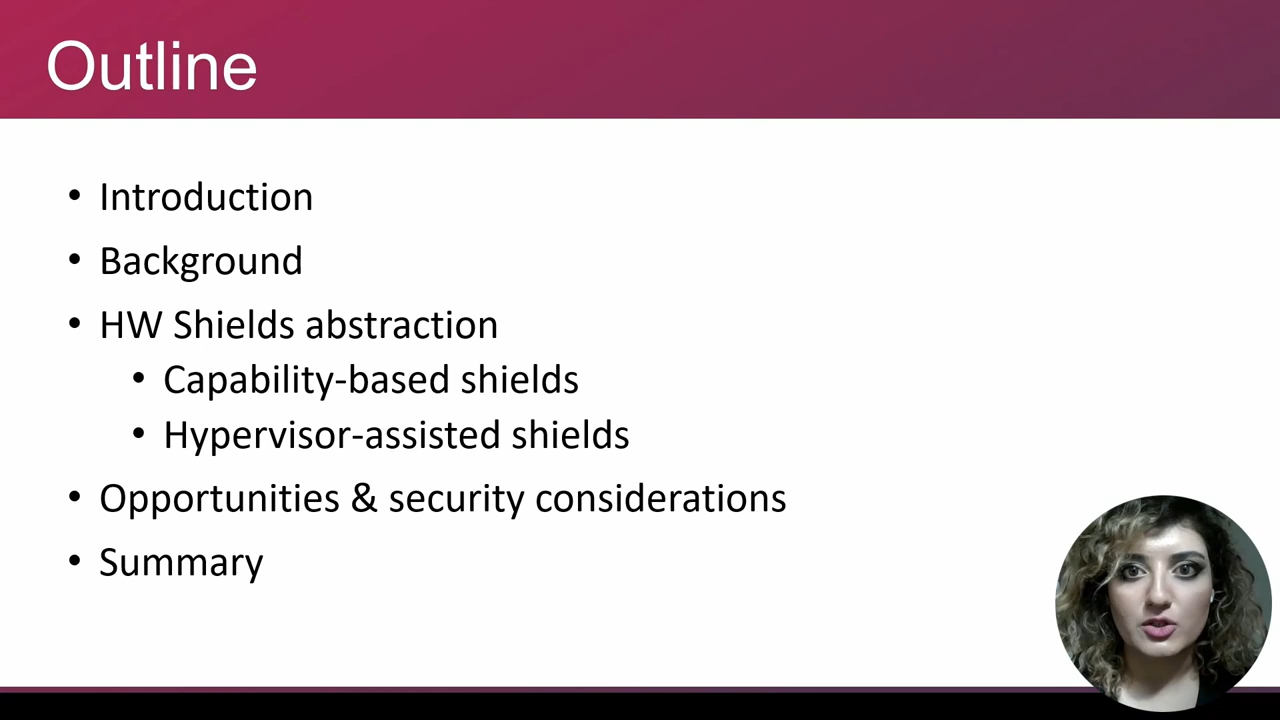 Outline
• Introduction
• Background
• HW Shields abstraction
• Capability-based shields
• Hypervisor-assisted shields
• Opportunities & security considerations
• Summary